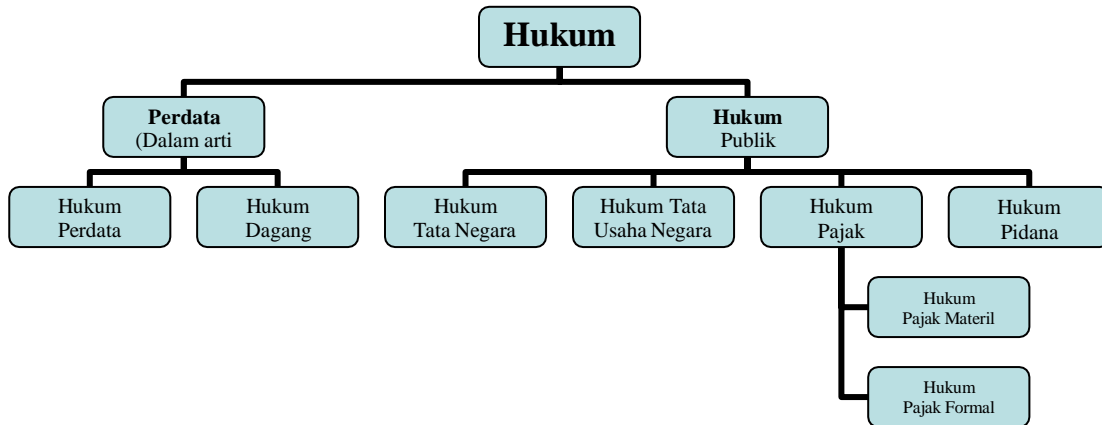 Hukum
Perdata
(Dalam arti
Hukum
Publik
Hukum
Perdata
Hukum
Dagang
Hukum
Tata Negara
Hukum Tata
Usaha Negara
Hukum
Pajak
Hukum
Pidana
Hukum
Pajak Materil
Hukum
Pajak Formal